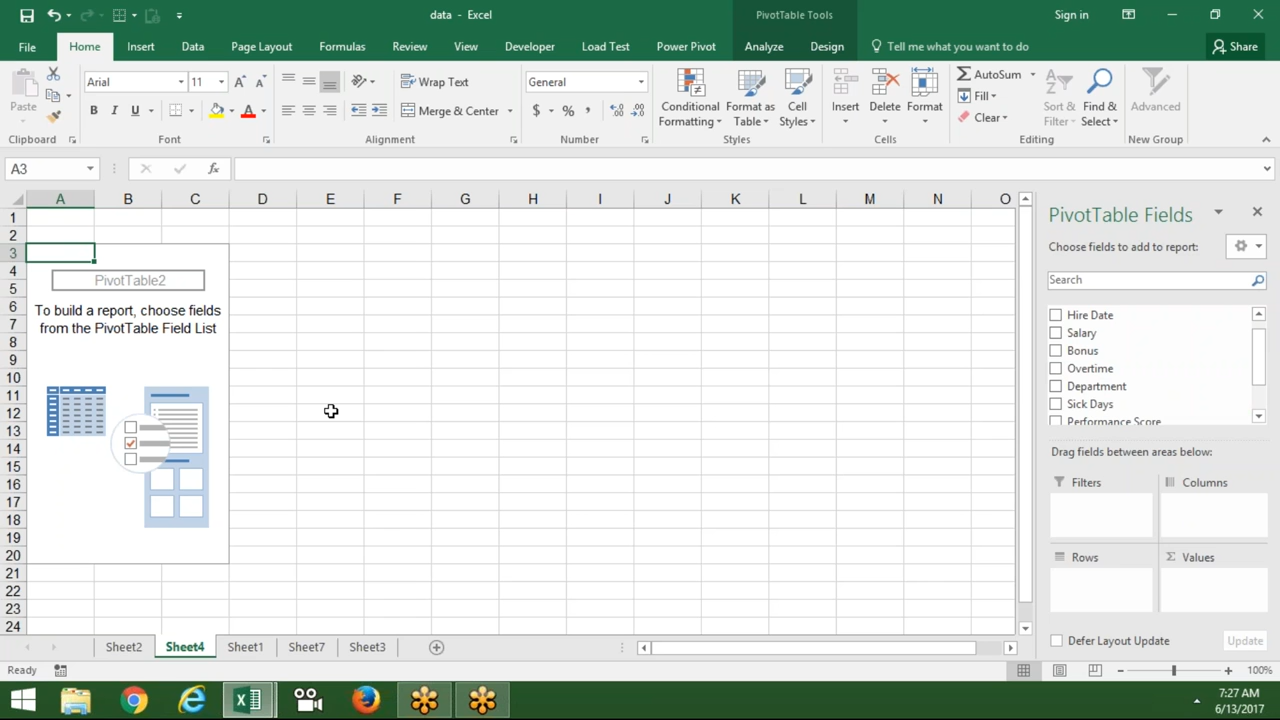 data - Excel
PivotTable Tools
Sign in
File
Home
Insert
Data
Page Layout
Formulas
Review
View
Developer
Load Test
Power Pivot
Analyze
Design
Tell me what you want to do
Share
Paste
Clipboard
Arial
11
B I U
Font
Wrap Text
Merge & Center
Alignment
General
$ % ,
Number
Conditional Formatting
Format as Table
Cell Styles
Styles
Insert
Delete
Format
Cells
AutoSum
Fill
Clear
Sort & Filter
Find & Select
Editing
Advanced
New Group
A3
fx
A B C D E F G H I J K L M N O
1
2
3
4
5
6
7
8
9
10
11
12
13
14
15
16
17
18
19
20
21
22
23
24
PivotTable2
To build a report, choose fields
from the PivotTable Field List
PivotTable Fields
Choose fields to add to report:
Search
Hire Date
Salary
Bonus
Overtime
Department
Sick Days
Performance Score
Drag fields between areas below:
Filters
Columns
Rows
Σ Values
Defer Layout Update
Update
Sheet2
Sheet4
Sheet1
Sheet7
Sheet3
Ready
100%
7:27 AM
6/13/2017